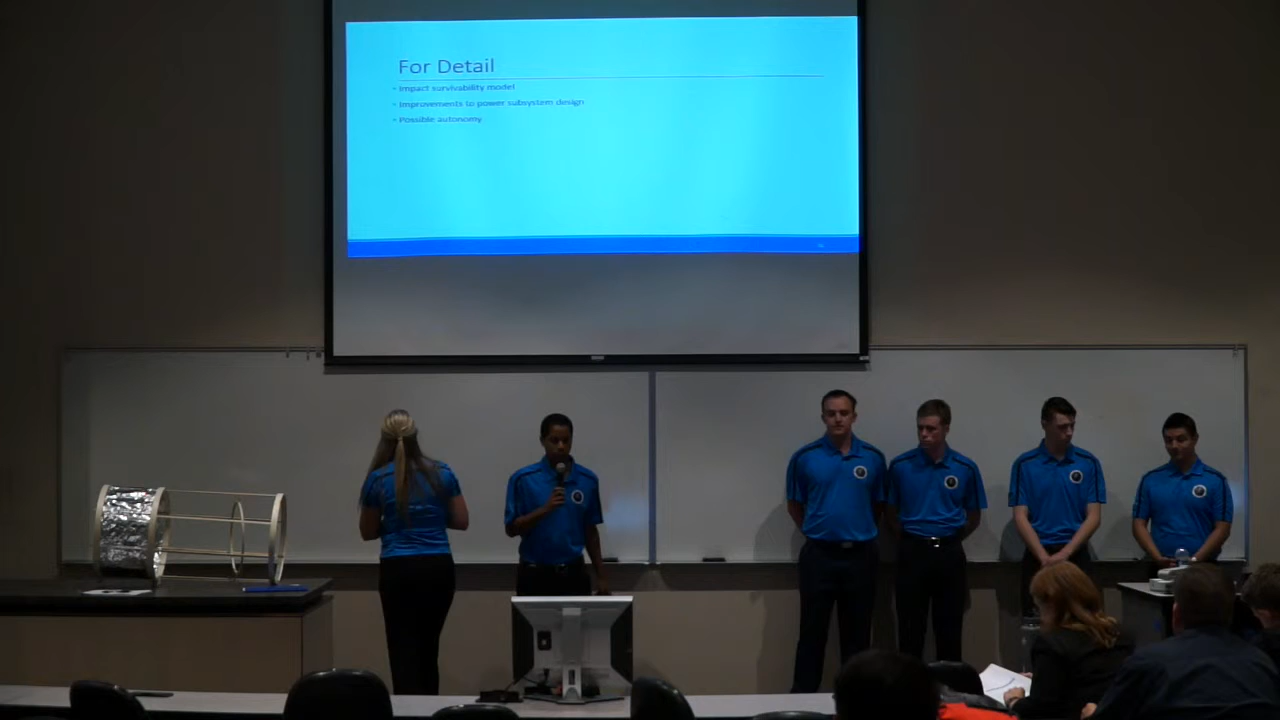 For Detail
Impact survivability model
Improvements to power subsystem design
Possible autonomy